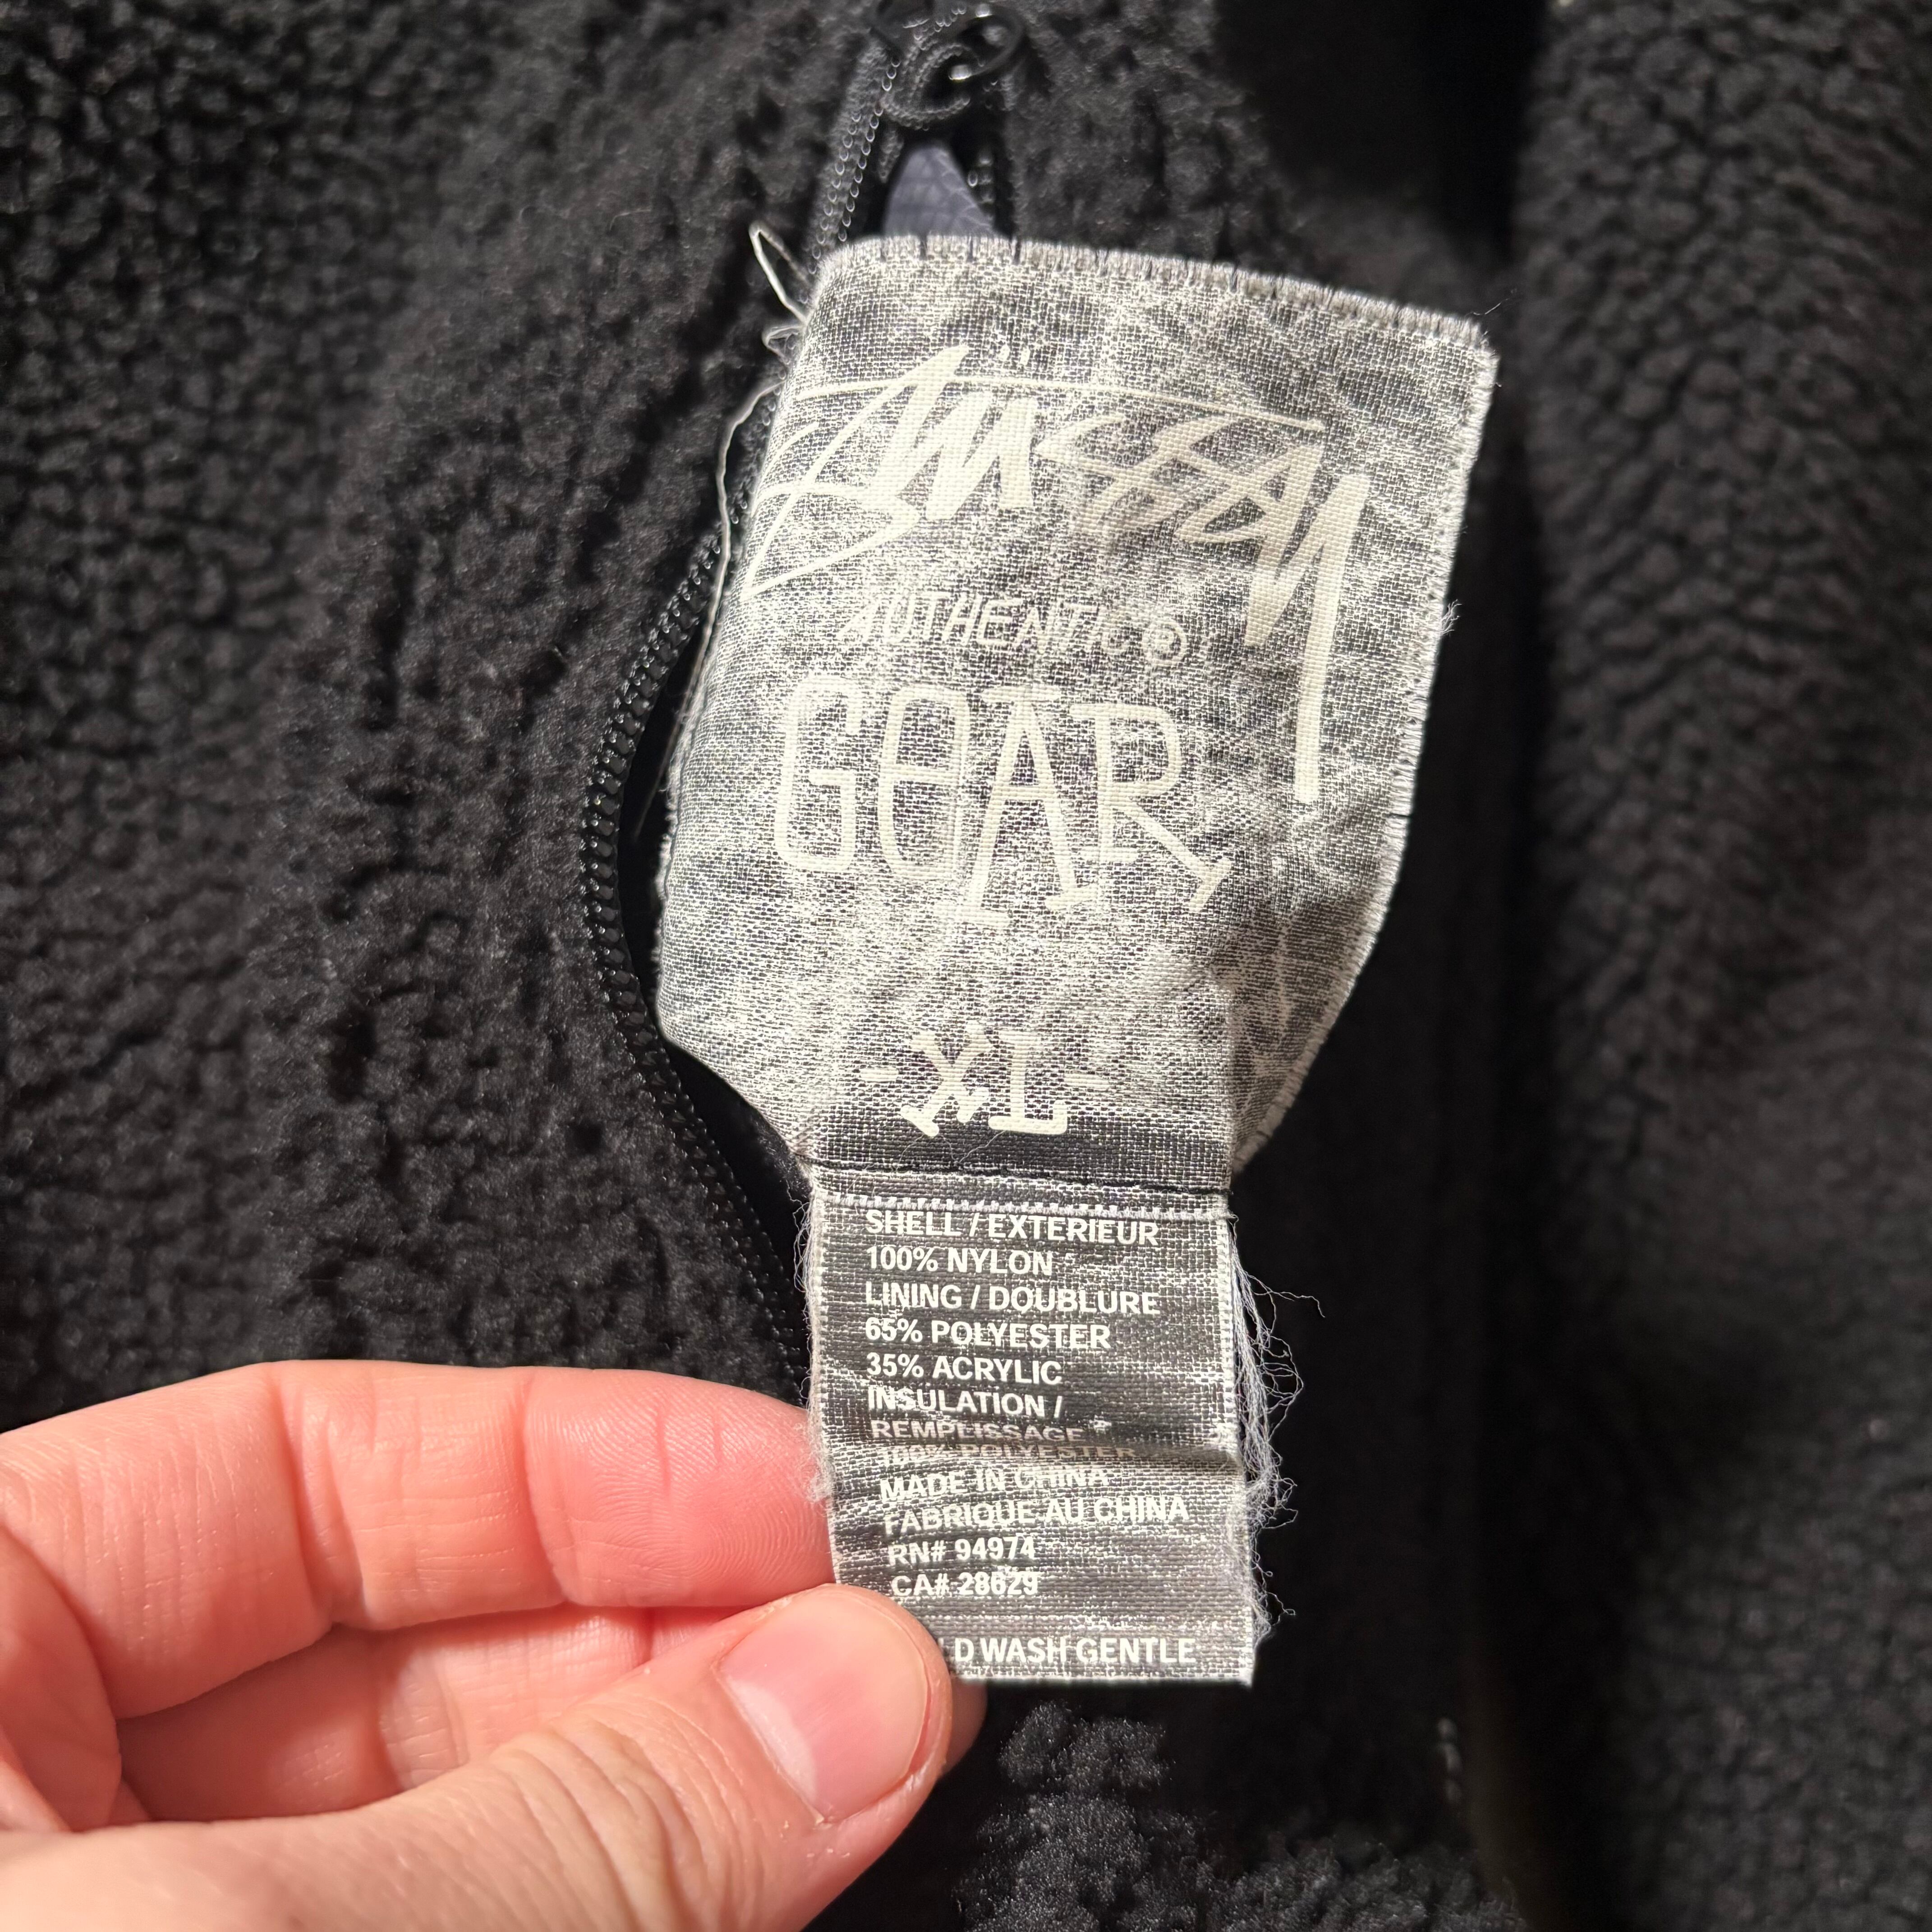 Stüssy
AUTHENTIC ®
GEAR
-XL-
SHELL / EXTERIEUR
100% NYLON
LINING / DOUBLURE
65% POLYESTER
35% ACRYLIC
INSULATION /
REMPLISSAGE
100% POLYESTER
MADE IN CHINA
FABRIQUE AU CHINA
RN# 94974
CA# 28629
LD WASH GENTLE